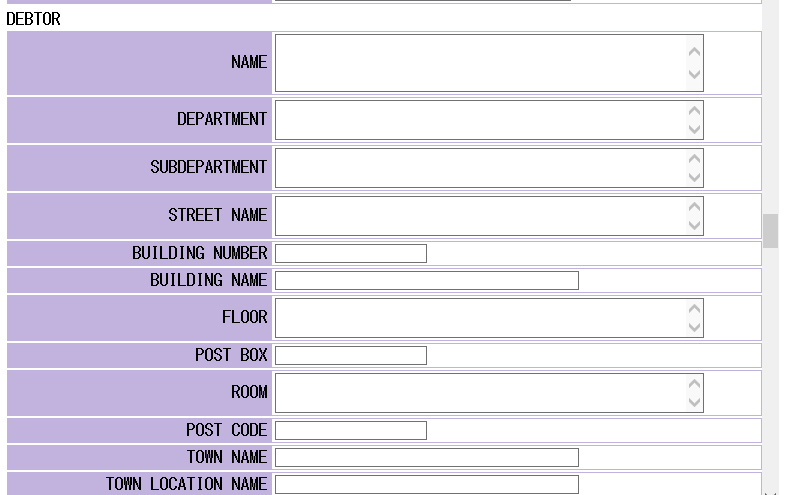 DEBTOR
NAME
DEPARTMENT
SUBDEPARTMENT
STREET NAME
BUILDING NUMBER
BUILDING NAME
FLOOR
POST BOX
ROOM
POST CODE
TOWN NAME
TOWN LOCATION NAME